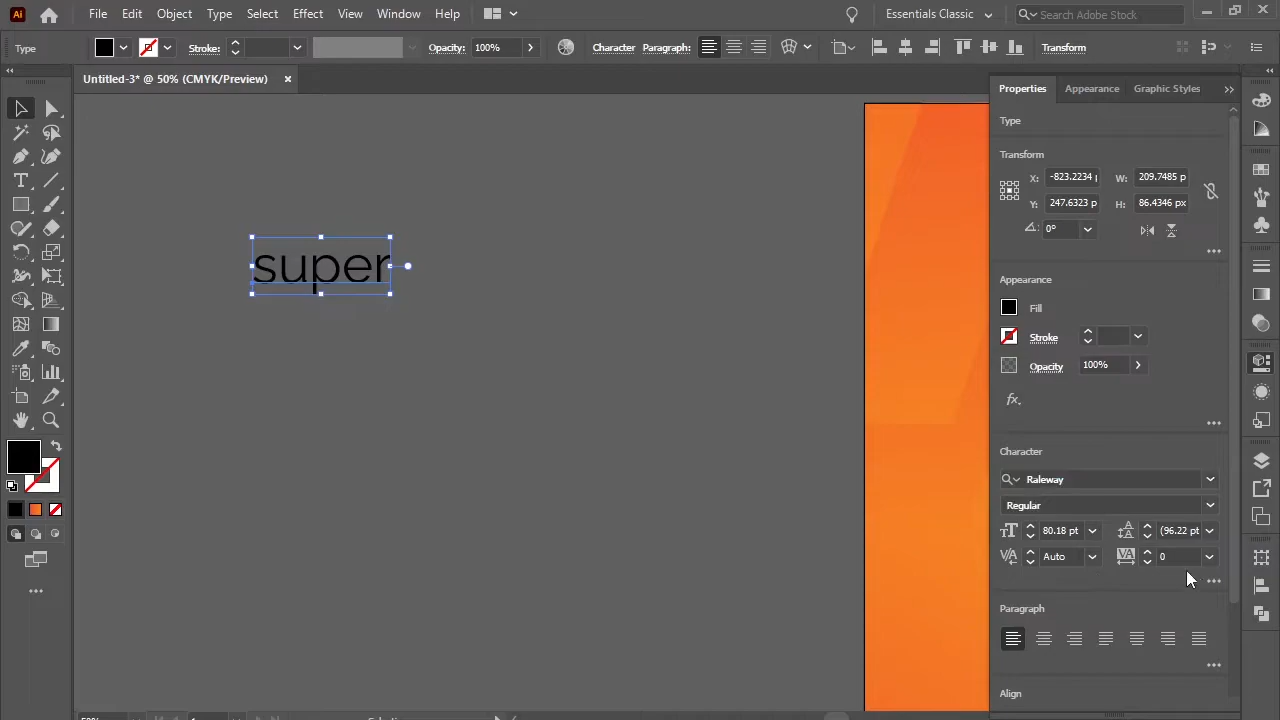 Ai File Edit Object Type Select Effect View Window Help Essentials Classic Search Adobe Stock
Type Stroke: Opacity: 100% Character Paragraph: Transform
Untitled-3* @ 50% (CMYK/Preview) ×
Properties Appearance Graphic Styles
Type
Transform
X: -823.2234 W: 209.7485 p
Y: 247.6323 p H: 86.4346 px
0°
super
Appearance
Fill
Stroke
Opacity 100%
fx
Character
Raleway
Regular
80.18 pt (96.22 pt
Auto 0
Paragraph
Align